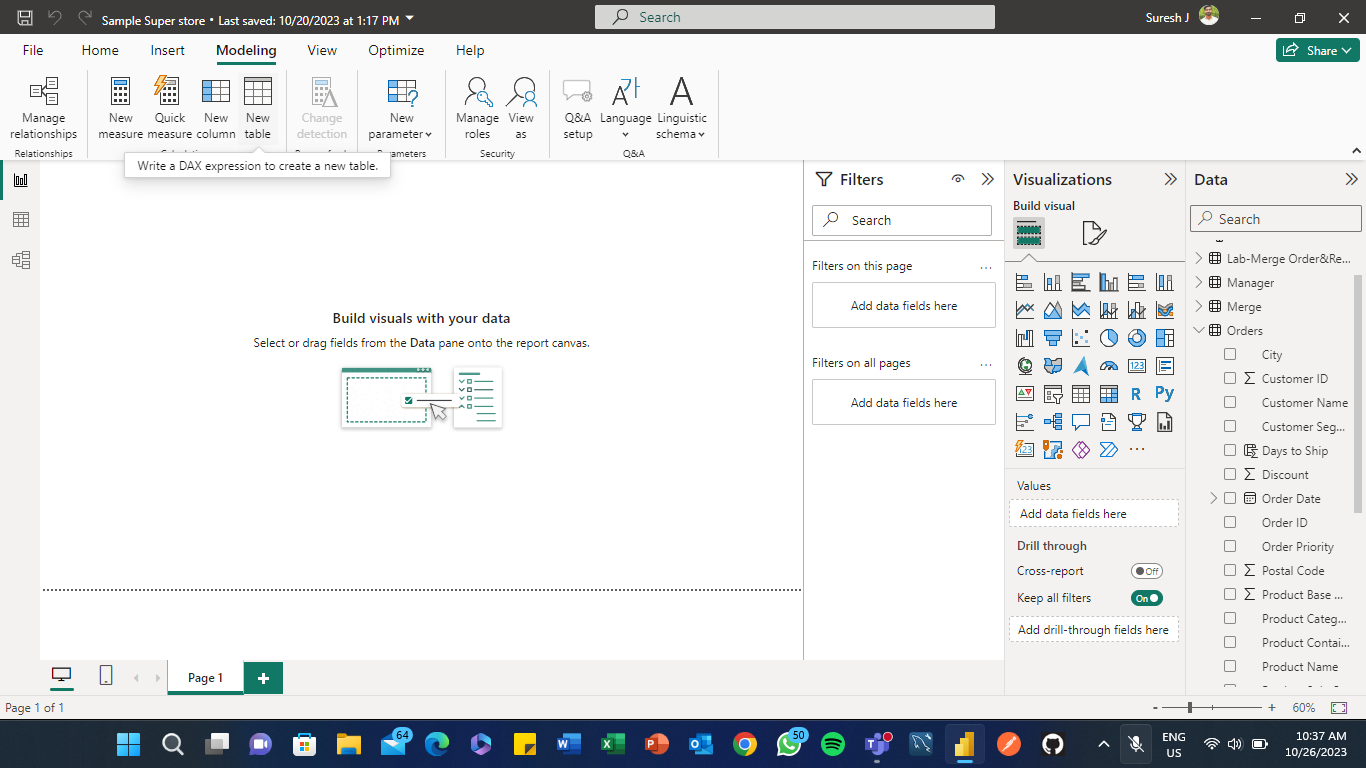 Sample Super store • Last saved: 10/20/2023 at 1:17 PM
Search
Suresh J
File Home Insert Modeling View Optimize Help
Share
Manage relationships
New measure
Quick measure
New column
New table
Change detection
New parameter
Manage roles
View as
Q&A setup
Language
Linguistic schema
Relationships
Parameters
Security
Q&A
Write a DAX expression to create a new table.
Build visuals with your data
Select or drag fields from the Data pane onto the report canvas.
Filters
Search
Filters on this page
...
Add data fields here
Filters on all pages
...
Add data fields here
Visualizations
Build visual
123
R
Py
123
...
Values
Add data fields here
Drill through
Cross-report
Off
Keep all filters
On
Add drill-through fields here
Data
Search
Lab-Merge Order&Re...
Manager
Merge
Orders
City
Customer ID
Customer Name
Customer Seg...
Days to Ship
Discount
Order Date
Order ID
Order Priority
Postal Code
Product Base ...
Product Categ...
Product Contai...
Product Name
Page 1
Page 1 of 1
- + 60%
64
50
ENG
US
10:37 AM
10/26/2023